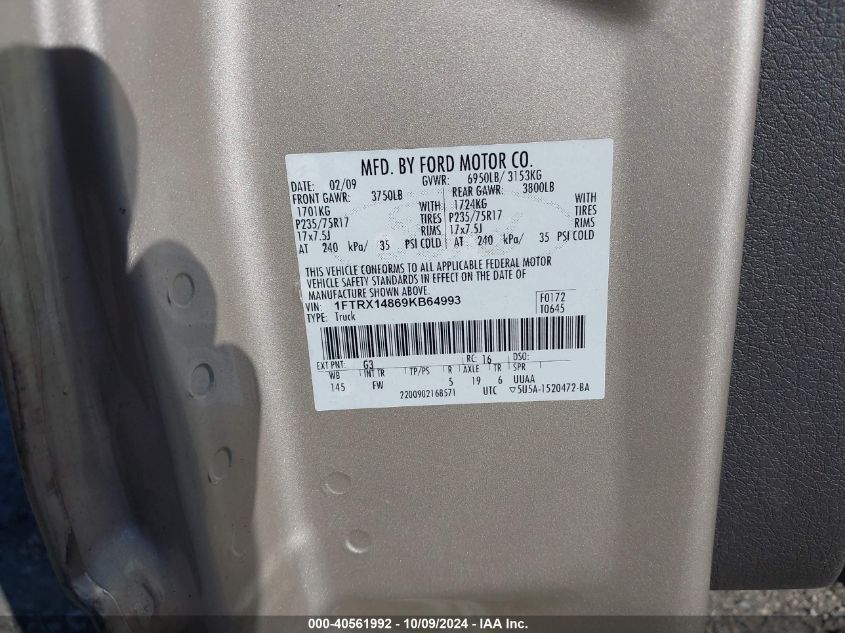 MFD. BY FORD MOTOR CO.
DATE: 02/09 GVWR: 6950LB/ 3153KG
FRONT GAWR: 3750LB REAR GAWR: 3800LB
1701KG WITH 1724KG WITH
P235/75R17 TIRES P235/75R17 TIRES
17x7.5J RIMS 17x7.5J RIMS
AT 240 kPa/ 35 PSI COLD AT 240 kPa/ 35 PSI COLD
THIS VEHICLE CONFORMS TO ALL APPLICABLE FEDERAL MOTOR
VEHICLE SAFETY STANDARDS IN EFFECT ON THE DATE OF
MANUFACTURE SHOWN ABOVE.
VIN: 1FTRX14869KB64993 F0172
TYPE: Truck T0645
EXT PNT: G3 RC: 16 DSO:
WB INT TR TP/PS R AXLE TR SPR
145 FW 5 19 6 UUAA
2200902168571 UTC ▽5U5A-1520472-BA
000-40561992 - 10/09/2024 - IAA Inc.